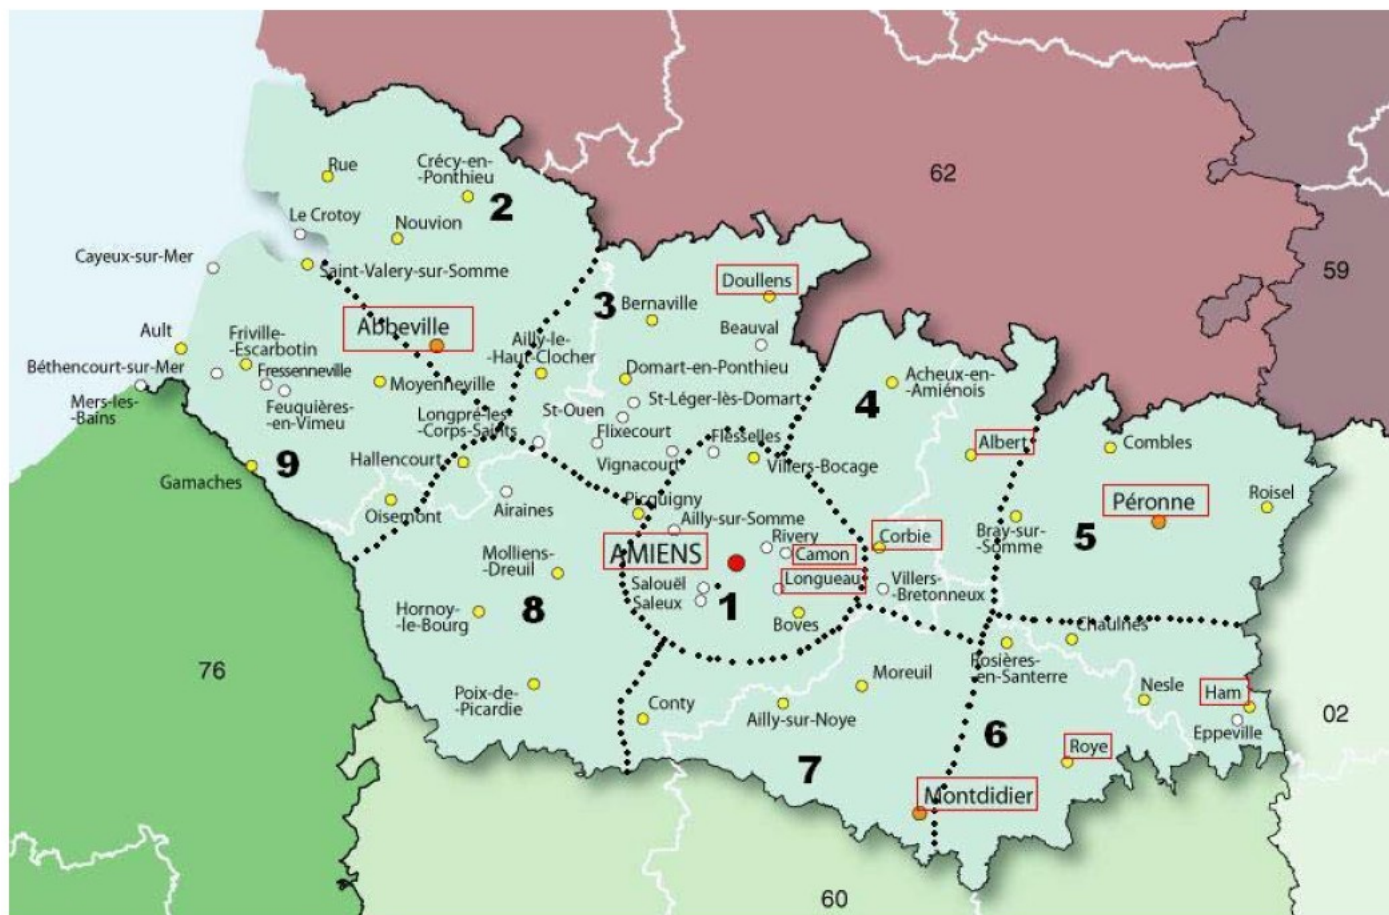 62
Rue
Crécy-en-
-Ponthieu
2
Le Crotoy
Nouvion
Cayeux-sur-Mer
Saint-Valery-sur-Somme
59
Doullens
3
Bernaville
Abbeville
Beauval
Ault
Friville-
-Escarbotin
Ailly-le-
-Haut-Clocher
Béthencourt-sur-Mer
Fressenneville
Domart-en-Ponthieu
Acheux-en-
-Amiénois
4
Mers-les-
-Bains
Moyenneville
Feuquières-
-en-Vimeu
Longpré-les-
-Corps-Saints
St-Ouen
St-Léger-lès-Domart
Flixecourt
Flesselles
Albert
Combles
Hallencourt
Vignacourt
Villers-Bocage
9
Gamaches
Oisemont
Airaines
Picquigny
Péronne
Roisel
Ailly-sur-Somme
Rivery
Corbie
Bray-sur-
-Somme
5
AMIENS
Camon
Molliens-
-Dreuil
Salouël
Longueau
Villers-
-Bretonneux
Saleux
1
8
Hornoy-
-le-Bourg
Boves
Chaulnes
76
Rosières-
-en-Santerre
Moreuil
Nesle
Ham
Poix-de-
-Picardie
Conty
Ailly-sur-Noye
02
Eppeville
6
Roye
7
Montdidier
60